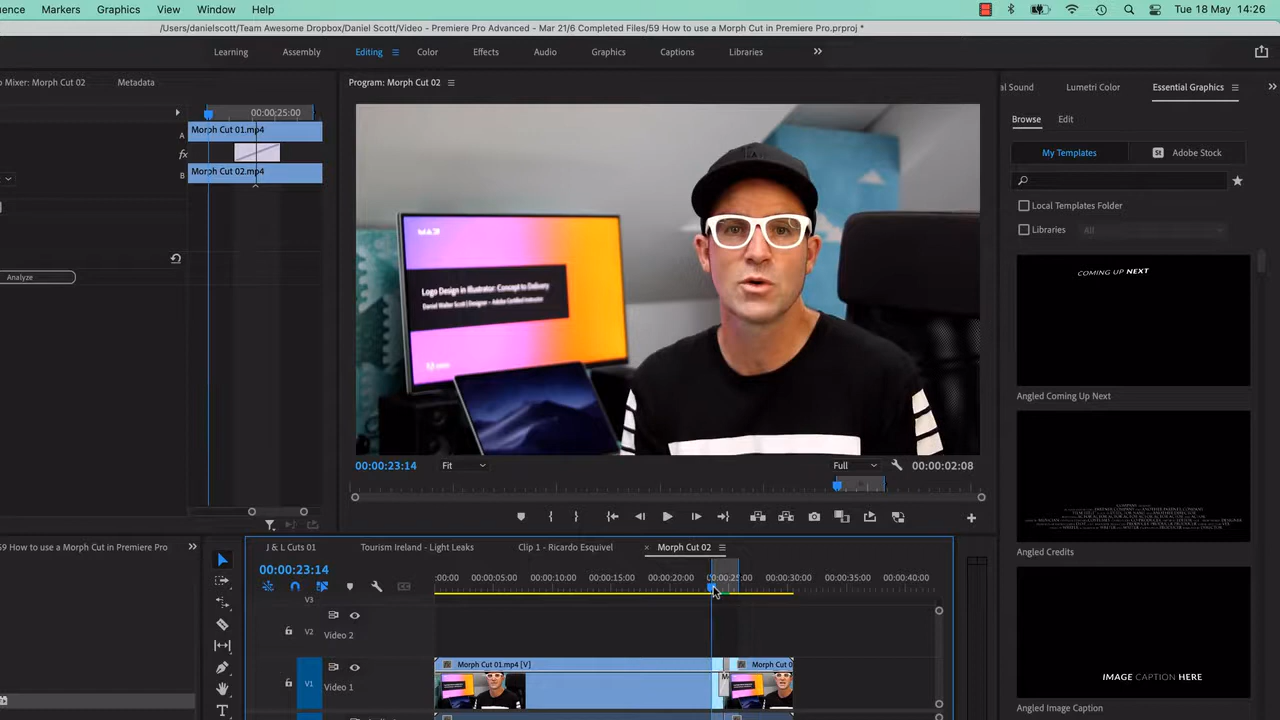 uence Markers Graphics View Window Help Tue 18 May 14:26
/Users/danielscott/Team Awesome Dropbox/Daniel Scott/Video - Premiere Pro Advanced - Mar 21/6 Completed Files/59 How to use a Morph Cut in Premiere Pro.prproj *
Learning Assembly Editing Color Effects Audio Graphics Captions Libraries
o Mixer: Morph Cut 02 Metadata
Program: Morph Cut 02
al Sound Lumetri Color Essential Graphics
00:00:25:00
Browse Edit
A Morph Cut 01.mp4
fx
B Morph Cut 02.mp4
My Templates St Adobe Stock
Local Templates Folder
Libraries All
Analyze
COMING UP NEXT
Logo Design in Illustrator: Concept to Delivery
Daniel Walter Scott | Designer - Adobe Certified Instructor
Angled Coming Up Next
00:00:23:14 Fit Full 00:00:02:08
Angled Credits
59 How to use a Morph Cut in Premiere Pro
J & L Cuts 01 Tourism Ireland - Light Leaks Clip 1 - Ricardo Esquivel Morph Cut 02
00:00:23:14
:00:00 00:00:05:00 00:00:10:00 00:00:15:00 00:00:20:00 00:00:25:00 00:00:30:00 00:00:35:00 00:00:40:00
V3
V2 Video 2
Morph Cut 01.mp4 [V] Morph Cut 0
V1 Video 1
M
IMAGE CAPTION HERE
Angled Image Caption